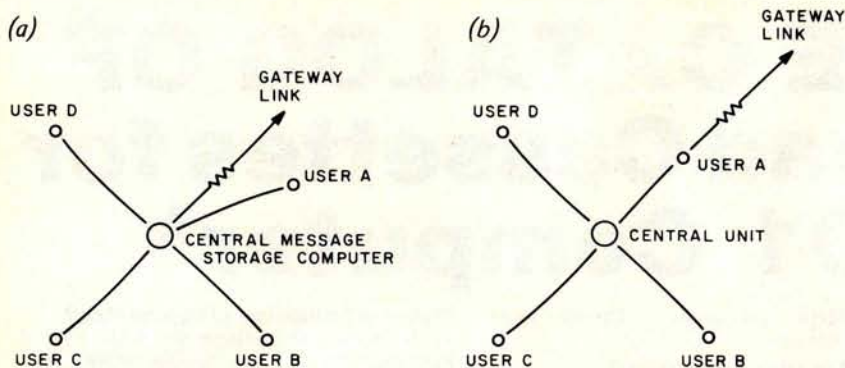 (a)
GATEWAY
LINK
USER D
USER A
CENTRAL MESSAGE
STORAGE COMPUTER
USER C
USER B
(b)
GATEWAY
LINK
USER D
USER A
CENTRAL UNIT
USER C
USER B